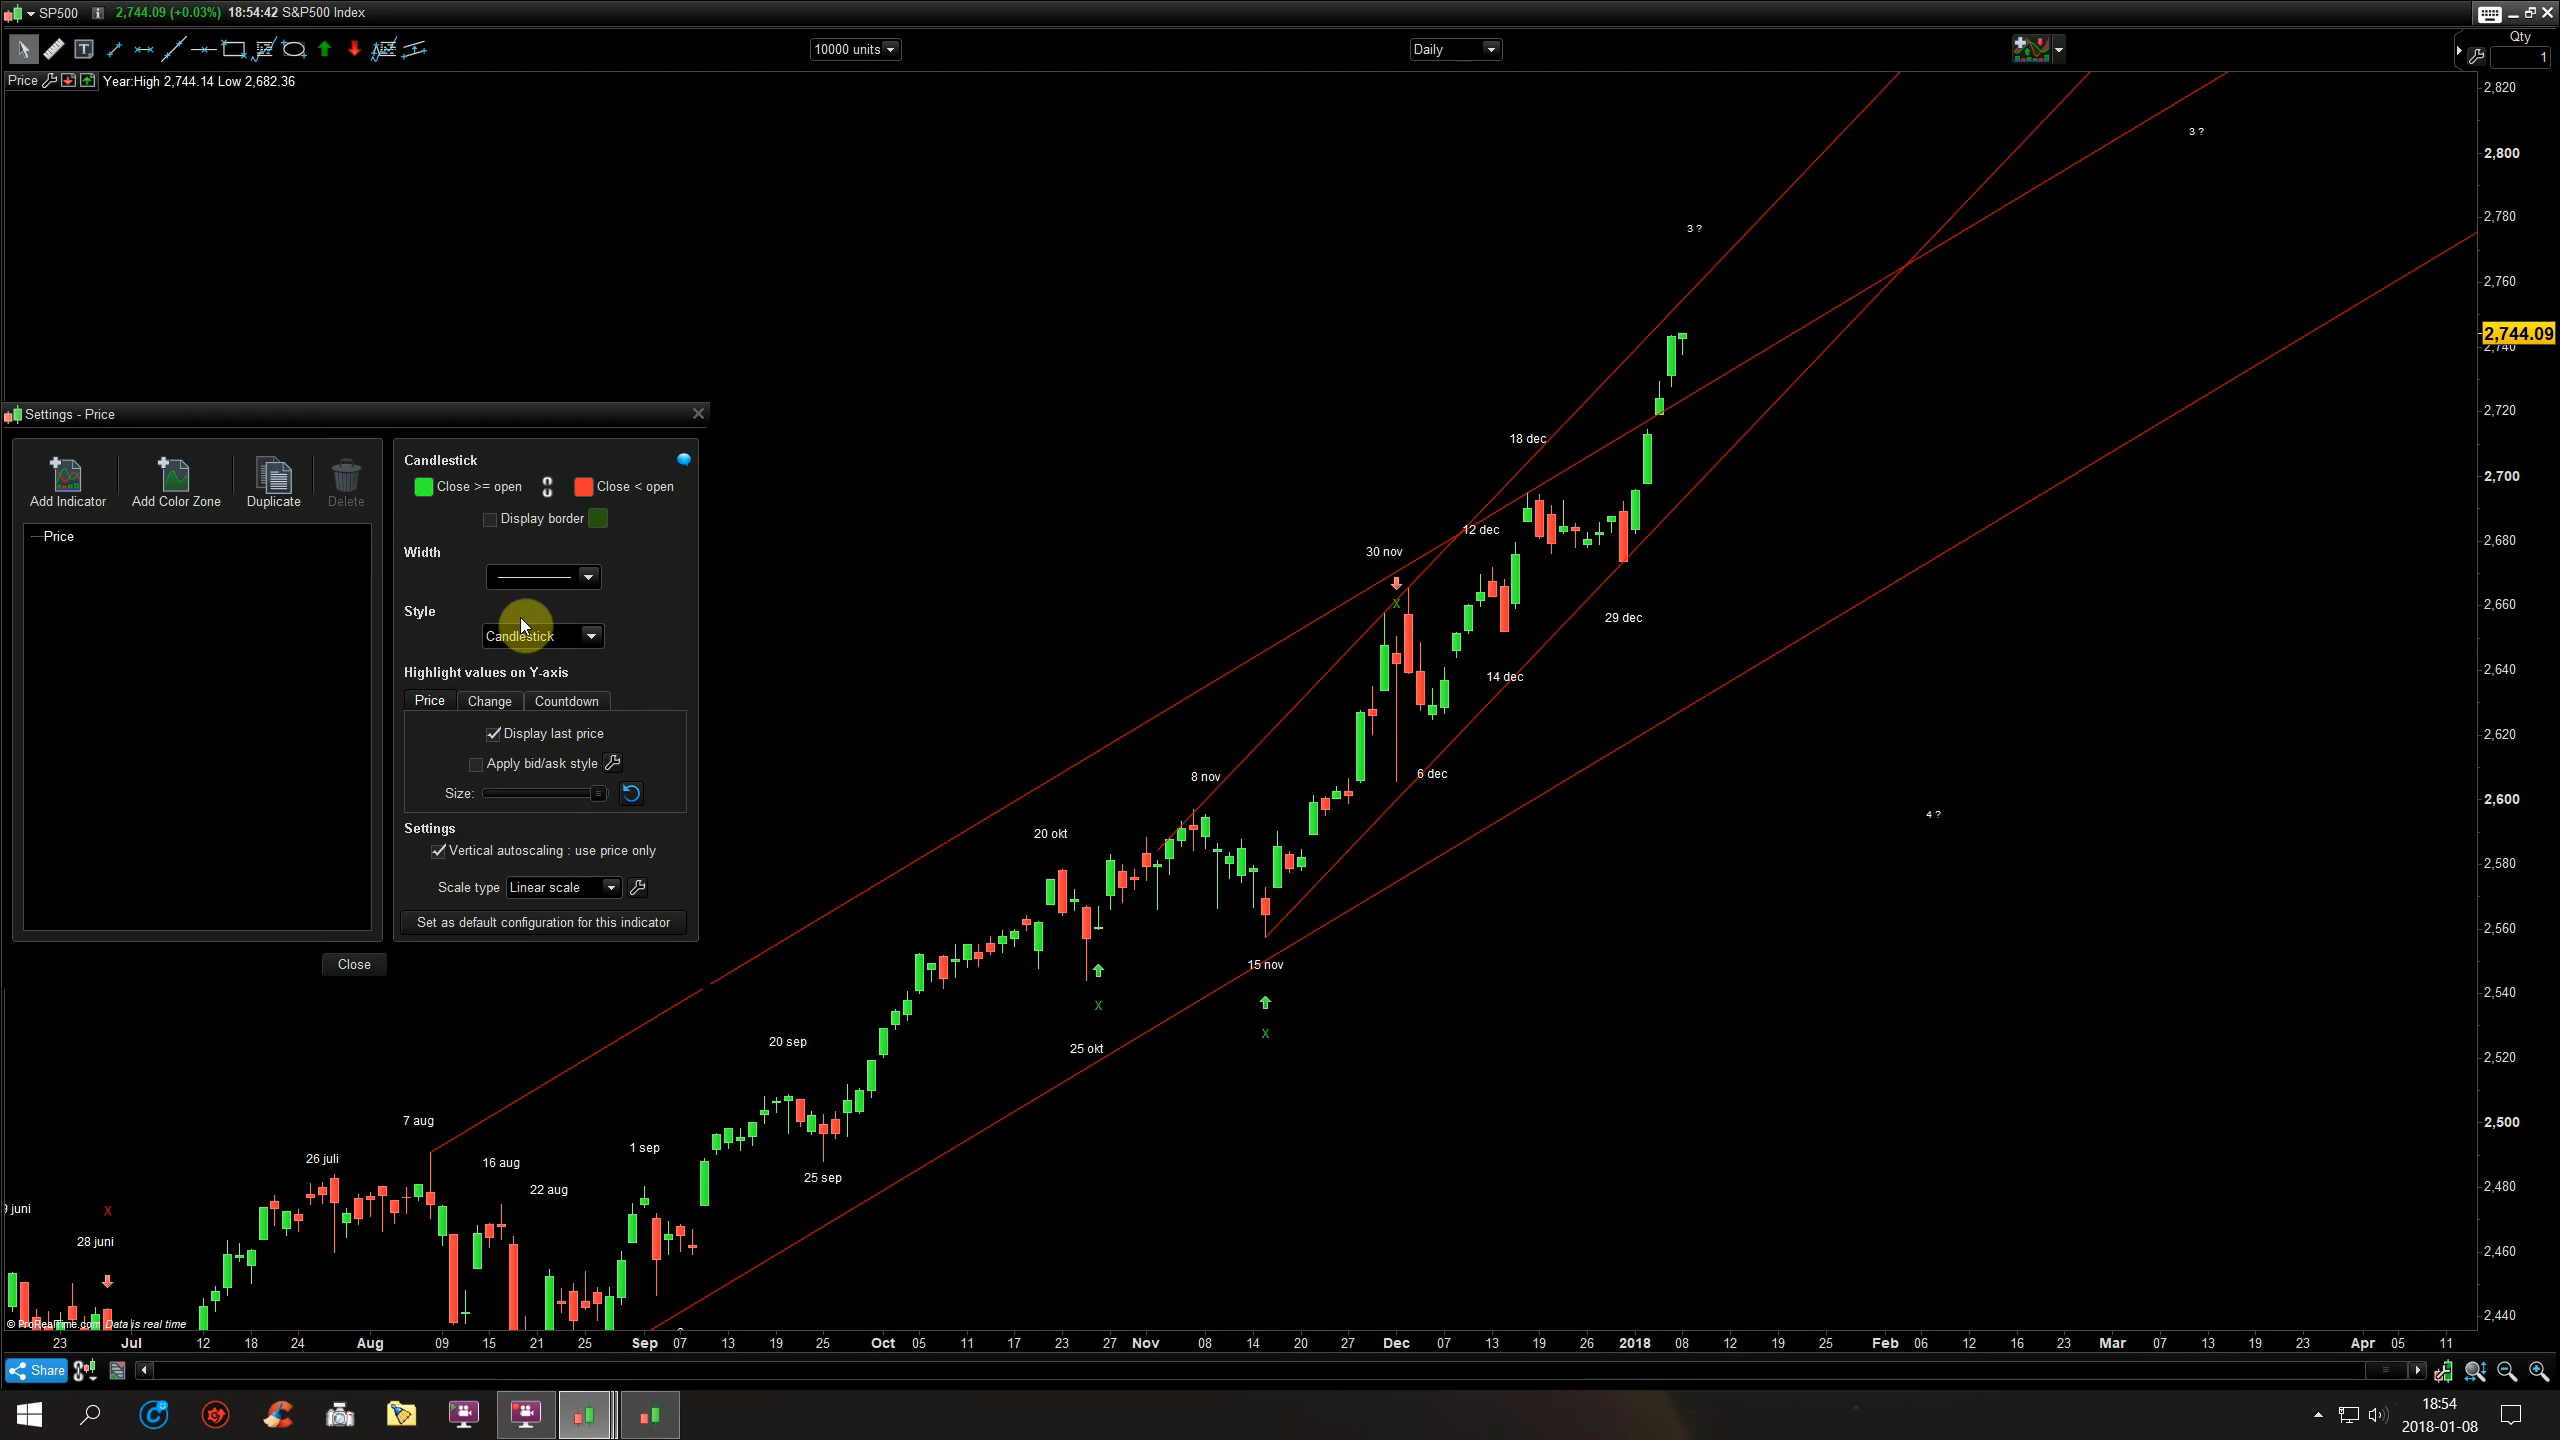 SP500 2,744.09 (+0.03%) 18:54:42 S&P500 Index
Qty
10000 units Daily 1
Price Year:High 2,744.14 Low 2,682.36
2,820
3 ?
2,800
2,780
3 ?
2,760
2,744.09
2,740
2,720
Settings - Price
18 dec
Candlestick
2,700
Close >= open Close < open
Add Indicator Add Color Zone Duplicate Delete
Display border
12 dec
Price
2,680
Width
30 nov
X
2,660
Style
29 dec
Candlestick
Highlight values on Y-axis
2,640
14 dec
Price Change Countdown
Display last price
2,620
Apply bid/ask style
6 dec
8 nov
Size:
2,600
4 ?
Settings
20 okt
Vertical autoscaling : use price only
2,580
Scale type Linear scale
Set as default configuration for this indicator
2,560
Close
15 nov
2,540
X
X
20 sep
25 okt
2,520
7 aug
2,500
1 sep
26 juli
16 aug
25 sep
22 aug
2,480
9 juni
X
28 juni
2,460
2,440
© ProRealTime.com Data is real time
23 Jul 12 18 24 Aug 09 15 21 25 Sep 07 13 19 25 Oct 05 11 17 23 Nov 08 14 20 27 Dec 07 13 19 26 2018 08 12 19 25 Feb 06 12 16 23 Mar 07 13 19 23 Apr 05 11
Share
18:54
2018-01-08